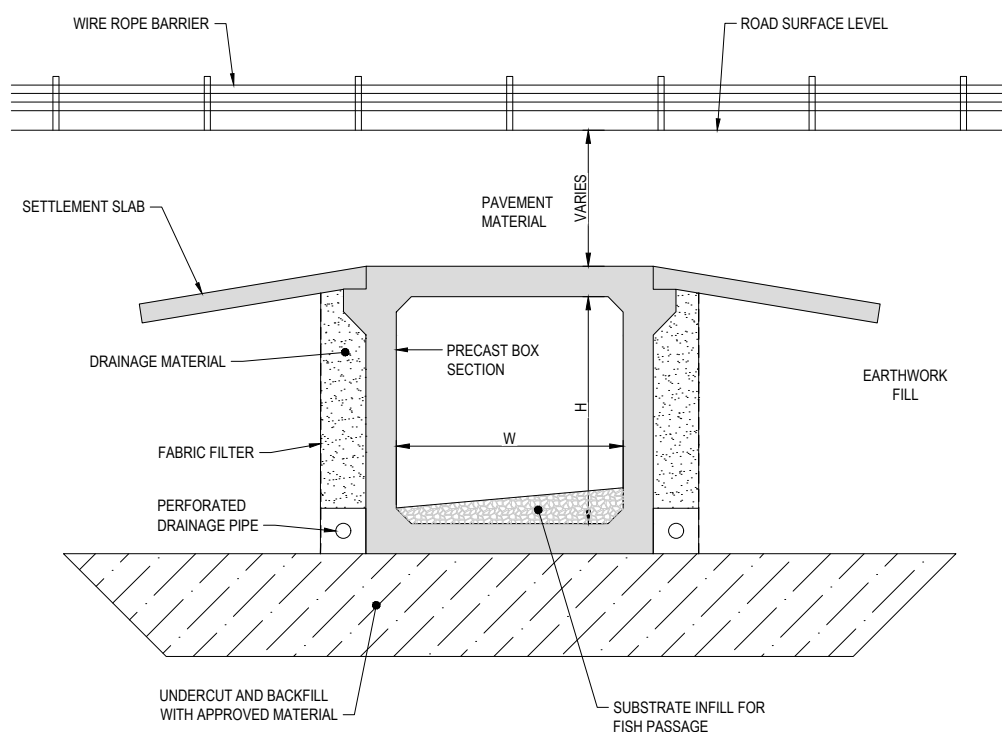 WIRE ROPE BARRIER
ROAD SURFACE LEVEL
SETTLEMENT SLAB
PAVEMENT
MATERIAL
VARIES
DRAINAGE MATERIAL
PRECAST BOX
SECTION
EARTHWORK
FILL
H
W
FABRIC FILTER
PERFORATED
DRAINAGE PIPE
UNDERCUT AND BACKFILL
WITH APPROVED MATERIAL
SUBSTRATE INFILL FOR
FISH PASSAGE